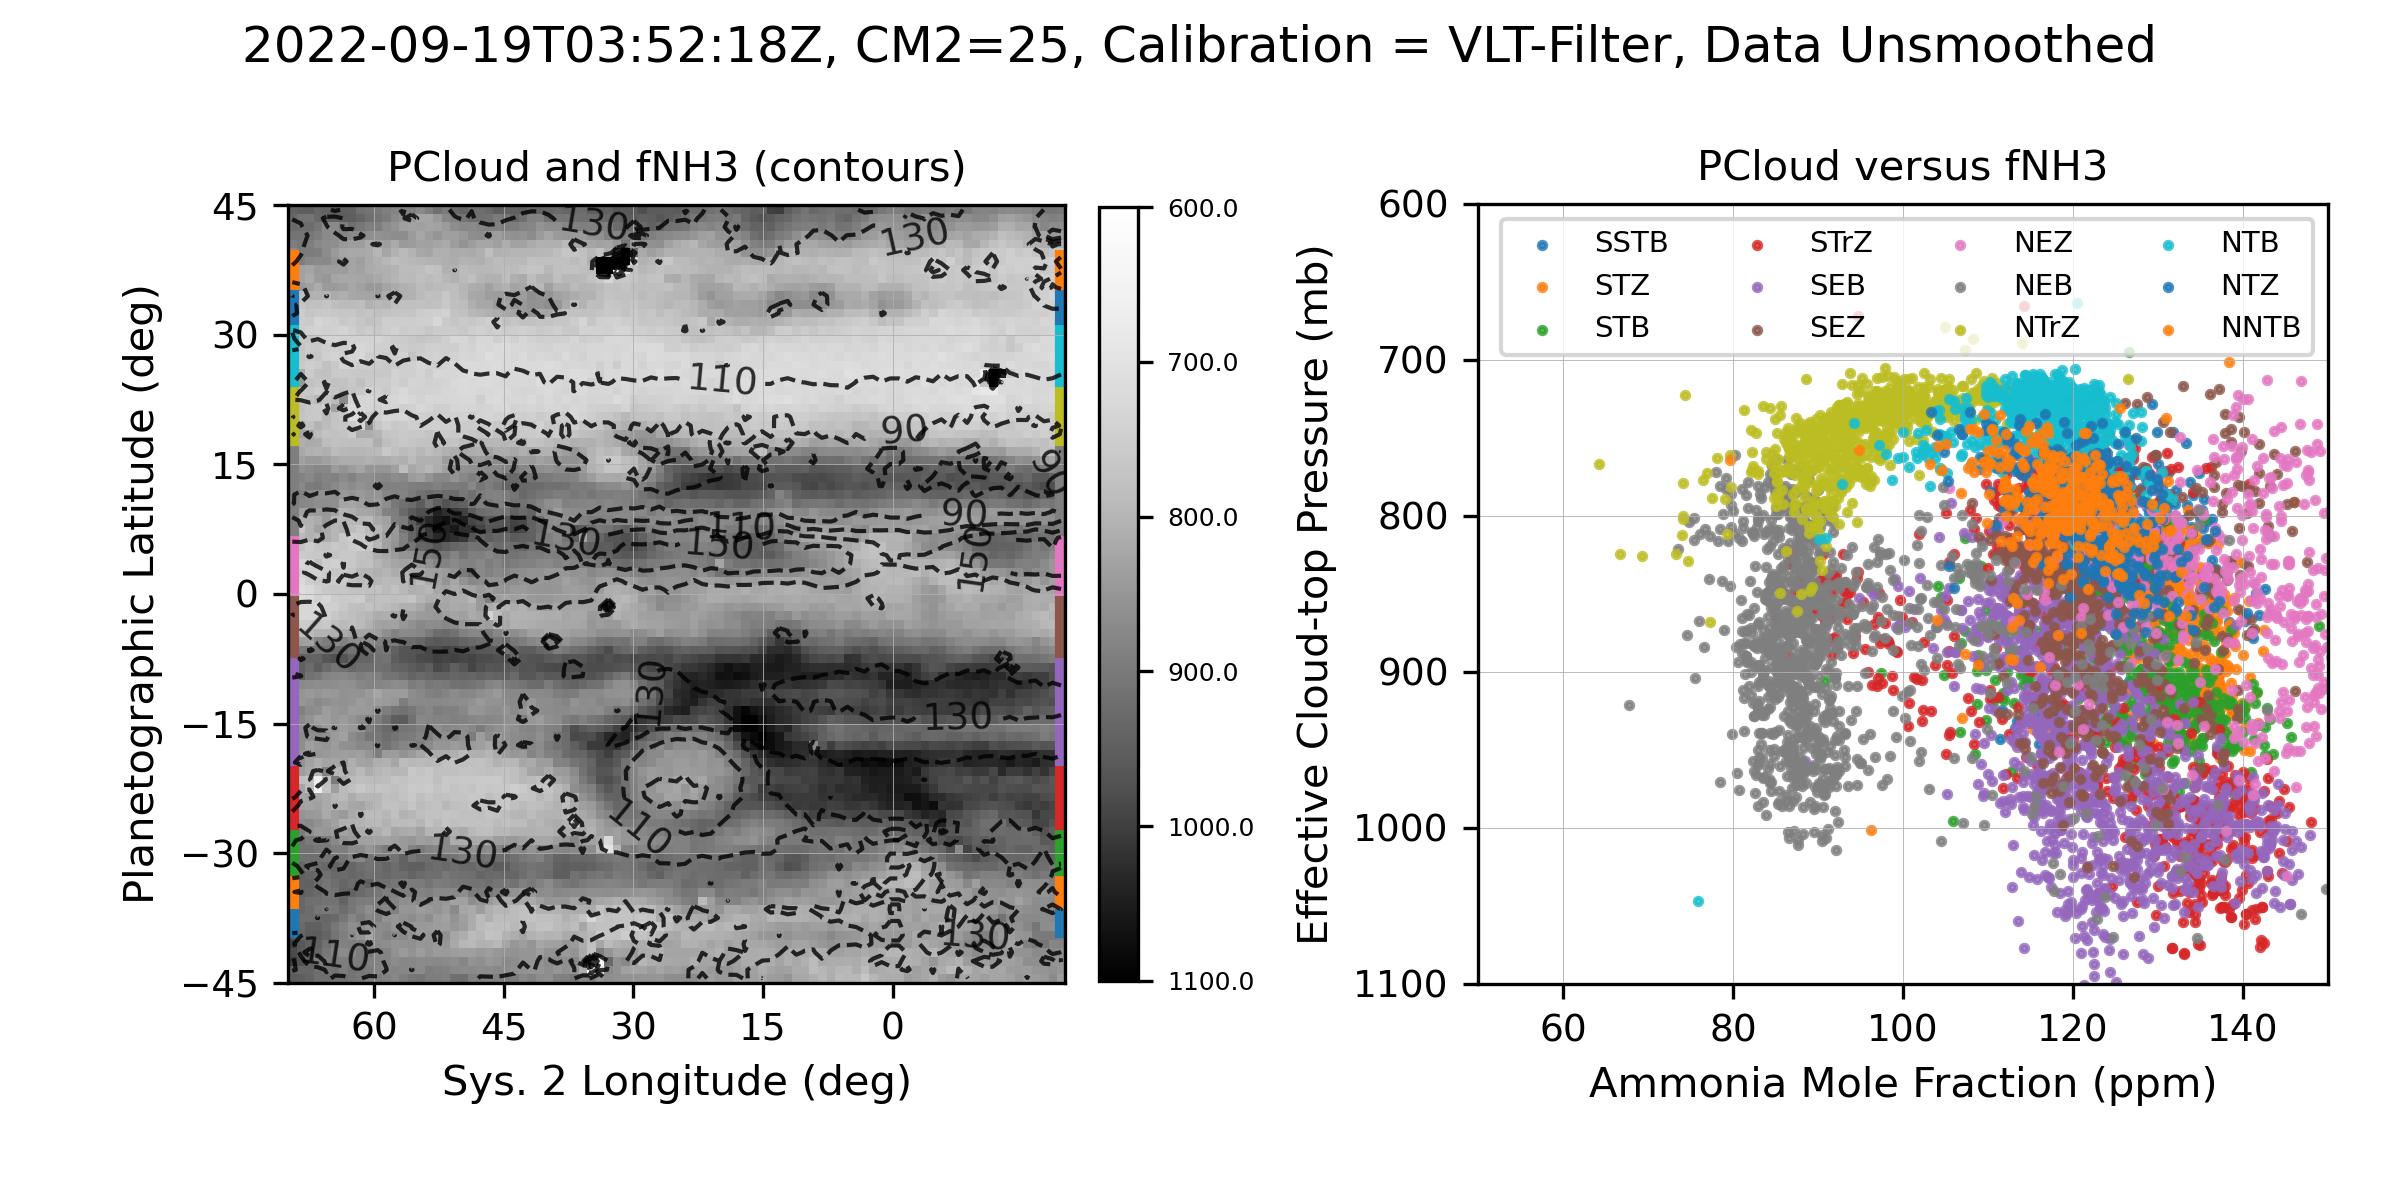 2022-09-19T03:52:18Z, CM2=25, Calibration = VLT-Filter, Data Unsmoothed
PCloud and fNH3 (contours)
Planetographic Latitude (deg)
45
30
15
0
−15
−30
−45
60
45
30
15
0
Sys. 2 Longitude (deg)
130
130
110
90
90
90
110
130
150
150
150
130
130
130
110
130
130
110
600.0
700.0
800.0
900.0
1000.0
1100.0
PCloud versus fNH3
Effective Cloud-top Pressure (mb)
600
700
800
900
1000
1100
SSTB
STZ
STB
STrZ
SEB
SEZ
NEZ
NEB
NTrZ
NTB
NTZ
NNTB
60
80
100
120
140
Ammonia Mole Fraction (ppm)